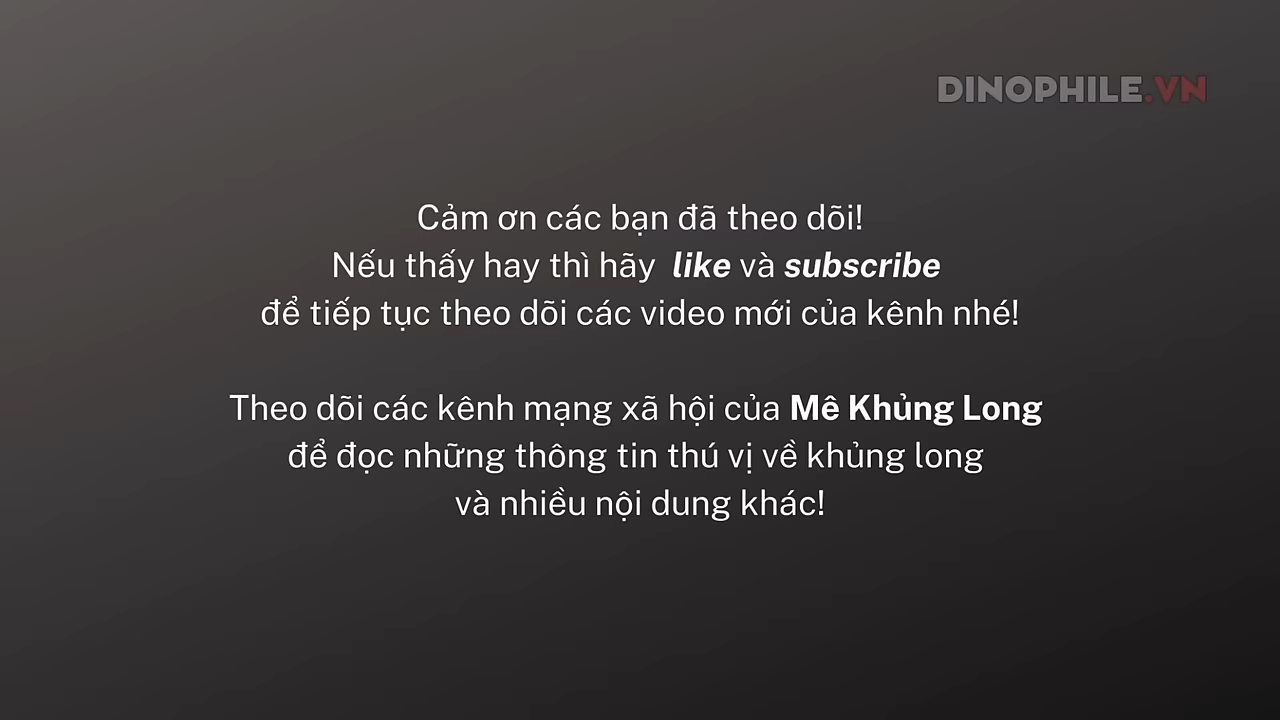 DINOPHILE.VN
Cảm ơn các bạn đã theo dõi!
Nếu thấy hay thì hãy like và subscribe
để tiếp tục theo dõi các video mới của kênh nhé!
Theo dõi các kênh mạng xã hội của Mê Khủng Long
để đọc những thông tin thú vị về khủng long
và nhiều nội dung khác!